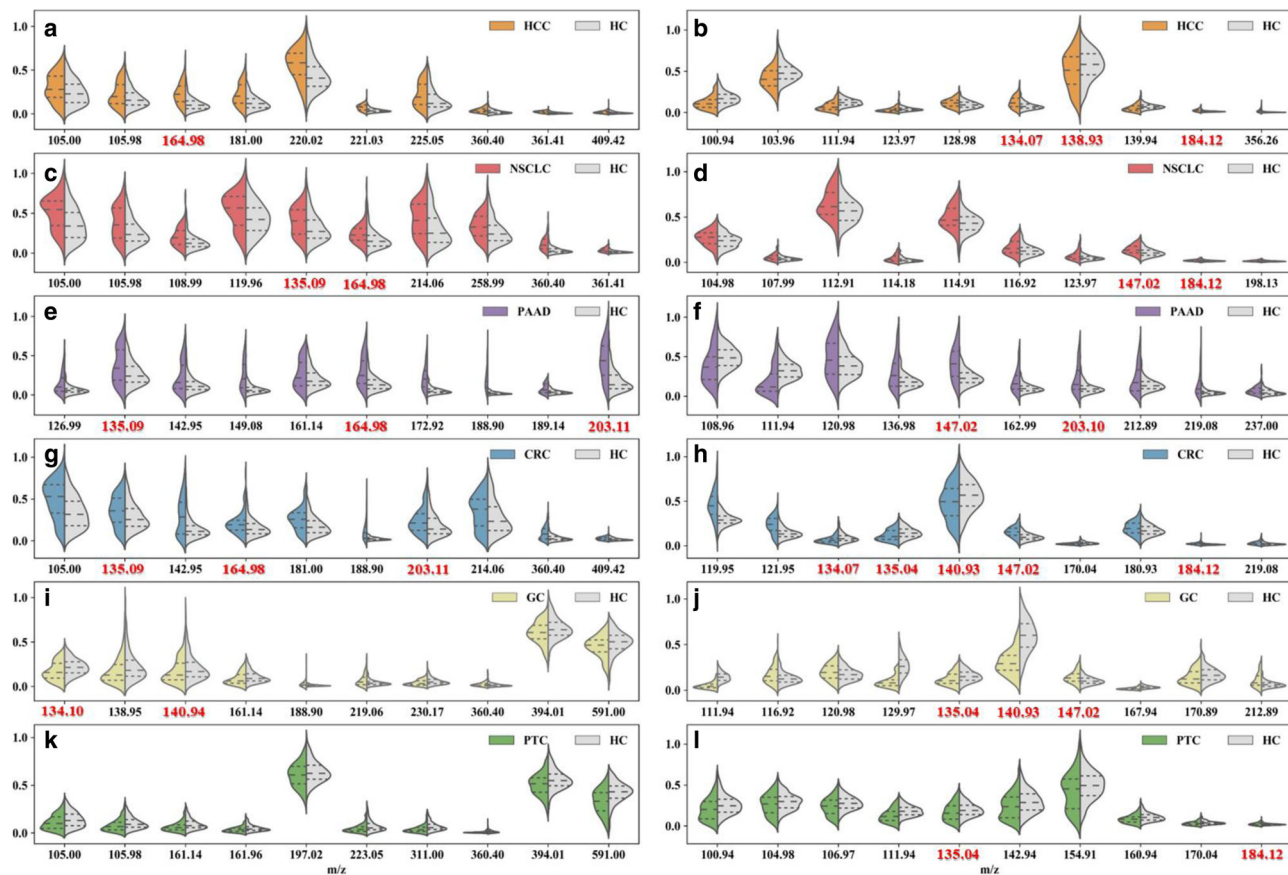 a HCC HC
1.0
0.5
0.0
105.00 105.98 164.98 181.00 220.02 221.03 225.05 360.40 361.41 409.42
b HCC HC
1.0
0.5
0.0
100.94 103.96 111.94 123.97 128.98 134.07 138.93 139.94 184.12 356.26
c NSCLC HC
1.0
0.5
0.0
105.00 105.98 108.99 119.96 135.09 164.98 214.06 258.99 360.40 361.41
d NSCLC HC
1.0
0.5
0.0
104.98 107.99 112.91 114.18 114.91 116.92 123.97 147.02 184.12 198.13
e PAAD HC
1.0
0.5
0.0
126.99 135.09 142.95 149.08 161.14 164.98 172.92 188.90 189.14 203.11
f PAAD HC
1.0
0.5
0.0
108.96 111.94 120.98 136.98 147.02 162.99 203.10 212.89 219.08 237.00
g CRC HC
1.0
0.5
0.0
105.00 135.09 142.95 164.98 181.00 188.90 203.11 214.06 360.40 409.42
h CRC HC
1.0
0.5
0.0
119.95 121.95 134.07 135.04 140.93 147.02 170.04 180.93 184.12 219.08
i GC HC
1.0
0.5
0.0
134.10 138.95 140.94 161.14 188.90 219.06 230.17 360.40 394.01 591.00
j GC HC
1.0
0.5
0.0
111.94 116.92 120.98 129.97 135.04 140.93 147.02 167.94 170.89 212.89
k PTC HC
1.0
0.5
0.0
105.00 105.98 161.14 161.96 197.02 223.05 311.00 360.40 394.01 591.00
m/z
l PTC HC
1.0
0.5
0.0
100.94 104.98 106.97 111.94 135.04 142.94 154.91 160.94 170.04 184.12
m/z